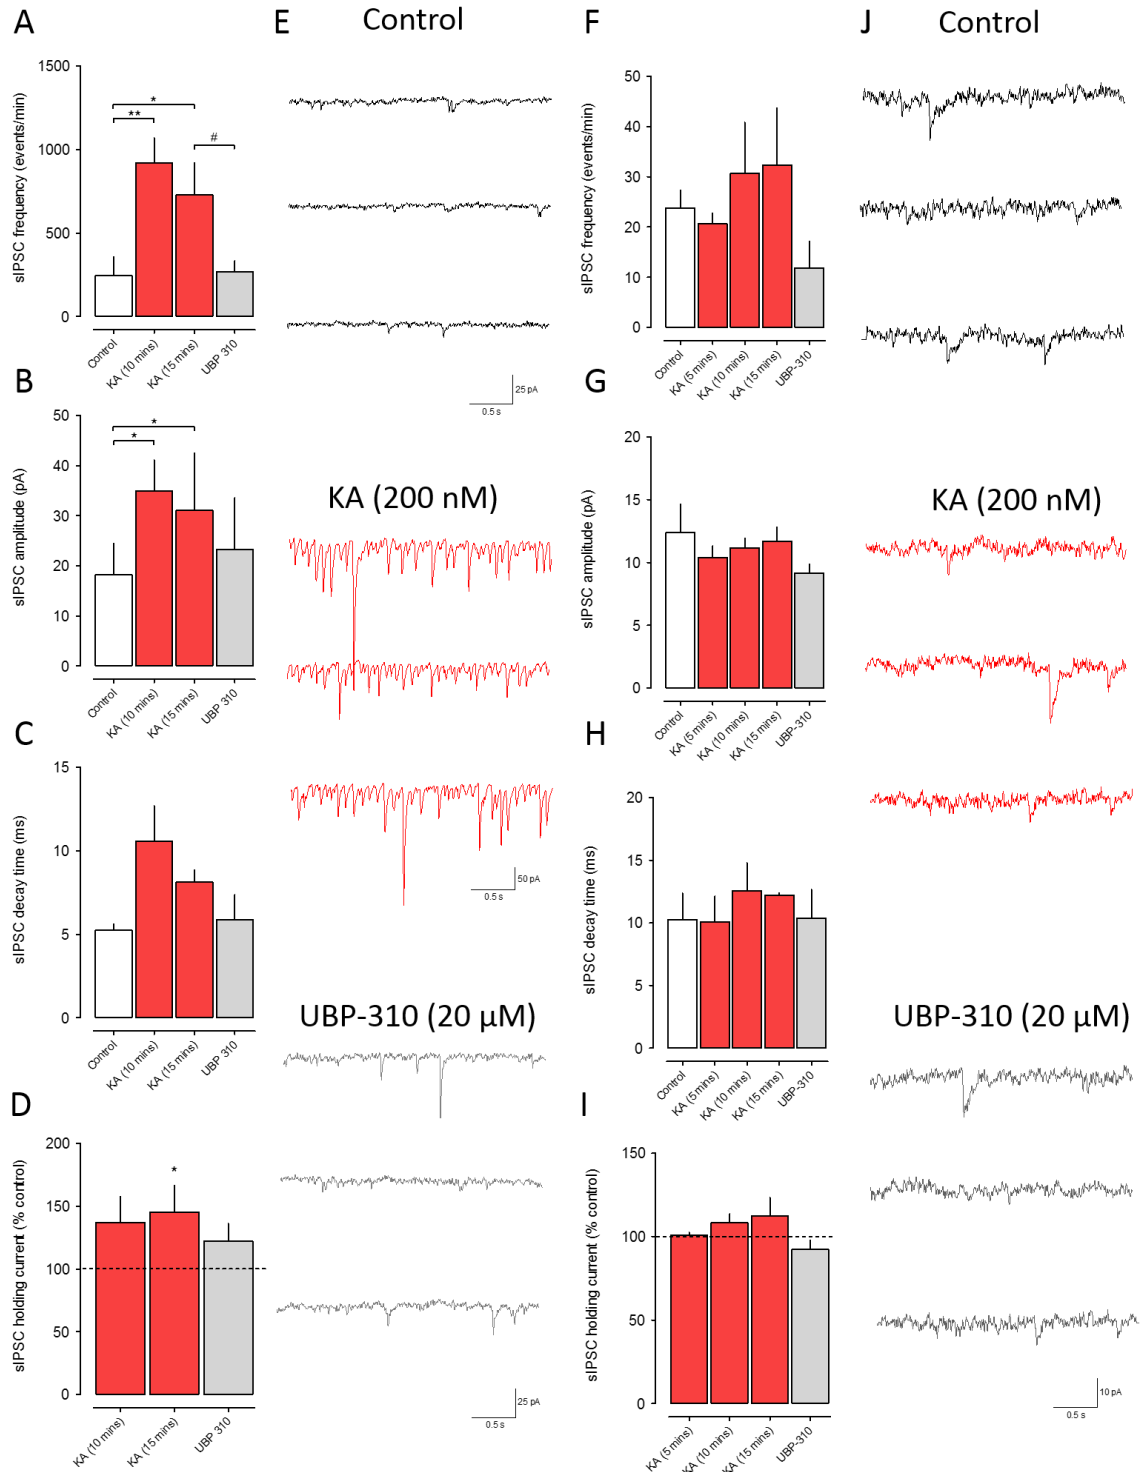 A
sIPSC frequency (events/min)
1500
1000
500
0
*
**
#
Control
KA (10 mins)
KA (15 mins)
UBP 310
B
sIPSC amplitude (pA)
50
40
30
20
10
0
*
*
Control
KA (10 mins)
KA (15 mins)
UBP 310
C
sIPSC decay time (ms)
15
10
5
0
Control
KA (10 mins)
KA (15 mins)
UBP 310
D
sIPSC holding current (% control)
200
150
100
50
0
*
KA (10 mins)
KA (15 mins)
UBP 310
E
Control
25 pA
0.5 s
KA (200 nM)
50 pA
0.5 s
UBP-310 (20 µM)
25 pA
0.5 s
F
sIPSC frequency (events/min)
50
40
30
20
10
0
Control
KA (5 mins)
KA (10 mins)
KA (15 mins)
UBP-310
G
sIPSC amplitude (pA)
20
15
10
5
0
Control
KA (5 mins)
KA (10 mins)
KA (15 mins)
UBP-310
H
sIPSC decay time (ms)
20
15
10
5
0
Control
KA (5 mins)
KA (10 mins)
KA (15 mins)
UBP-310
I
sIPSC holding current (% control)
150
100
50
0
KA (5 mins)
KA (10 mins)
KA (15 mins)
UBP-310
J
Control
KA (200 nM)
UBP-310 (20 µM)
10 pA
0.5 s